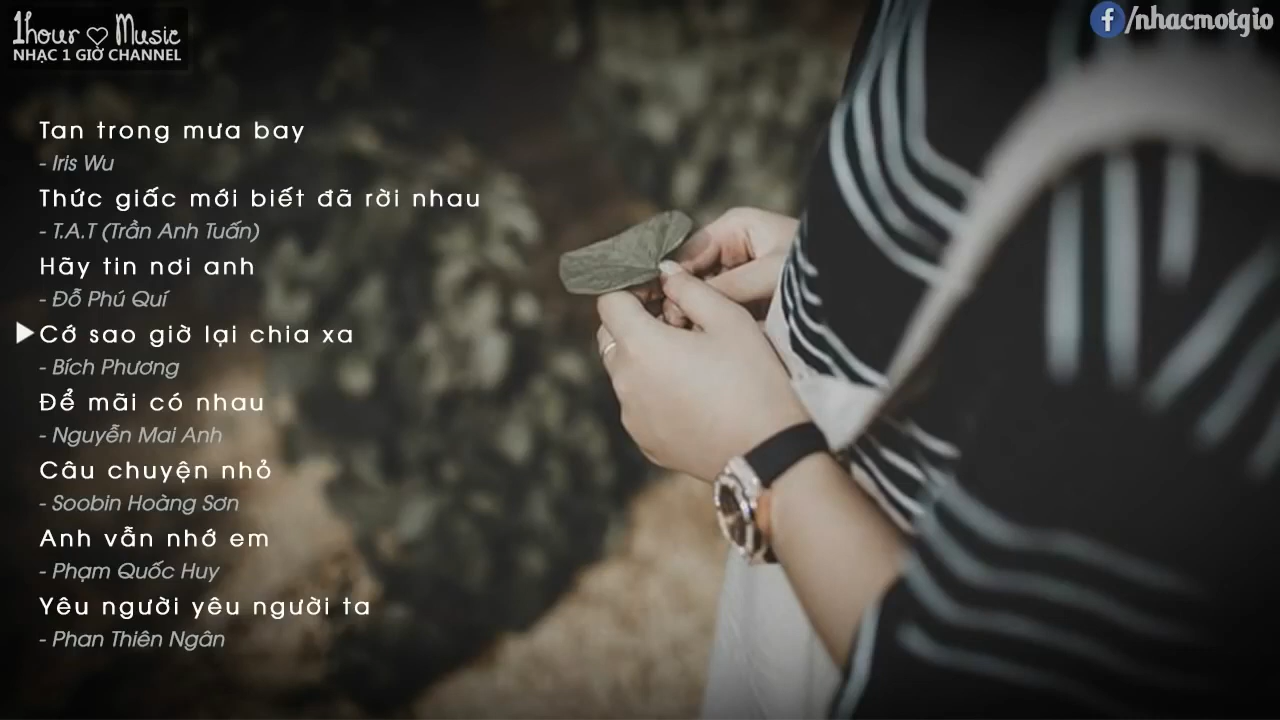 1hour ♡ Music
NHẠC 1 GIỜ CHANNEL
/nhacmotgio
Tan trong mưa bay
- Iris Wu
Thức giấc mới biết đã rời nhau
- T.A.T (Trần Anh Tuấn)
Hãy tin nơi anh
- Đỗ Phú Quí
Cớ sao giờ lại chia xa
- Bích Phương
Để mãi có nhau
- Nguyễn Mai Anh
Câu chuyện nhỏ
- Soobin Hoàng Sơn
Anh vẫn nhớ em
- Phạm Quốc Huy
Yêu người yêu người ta
- Phan Thiên Ngân